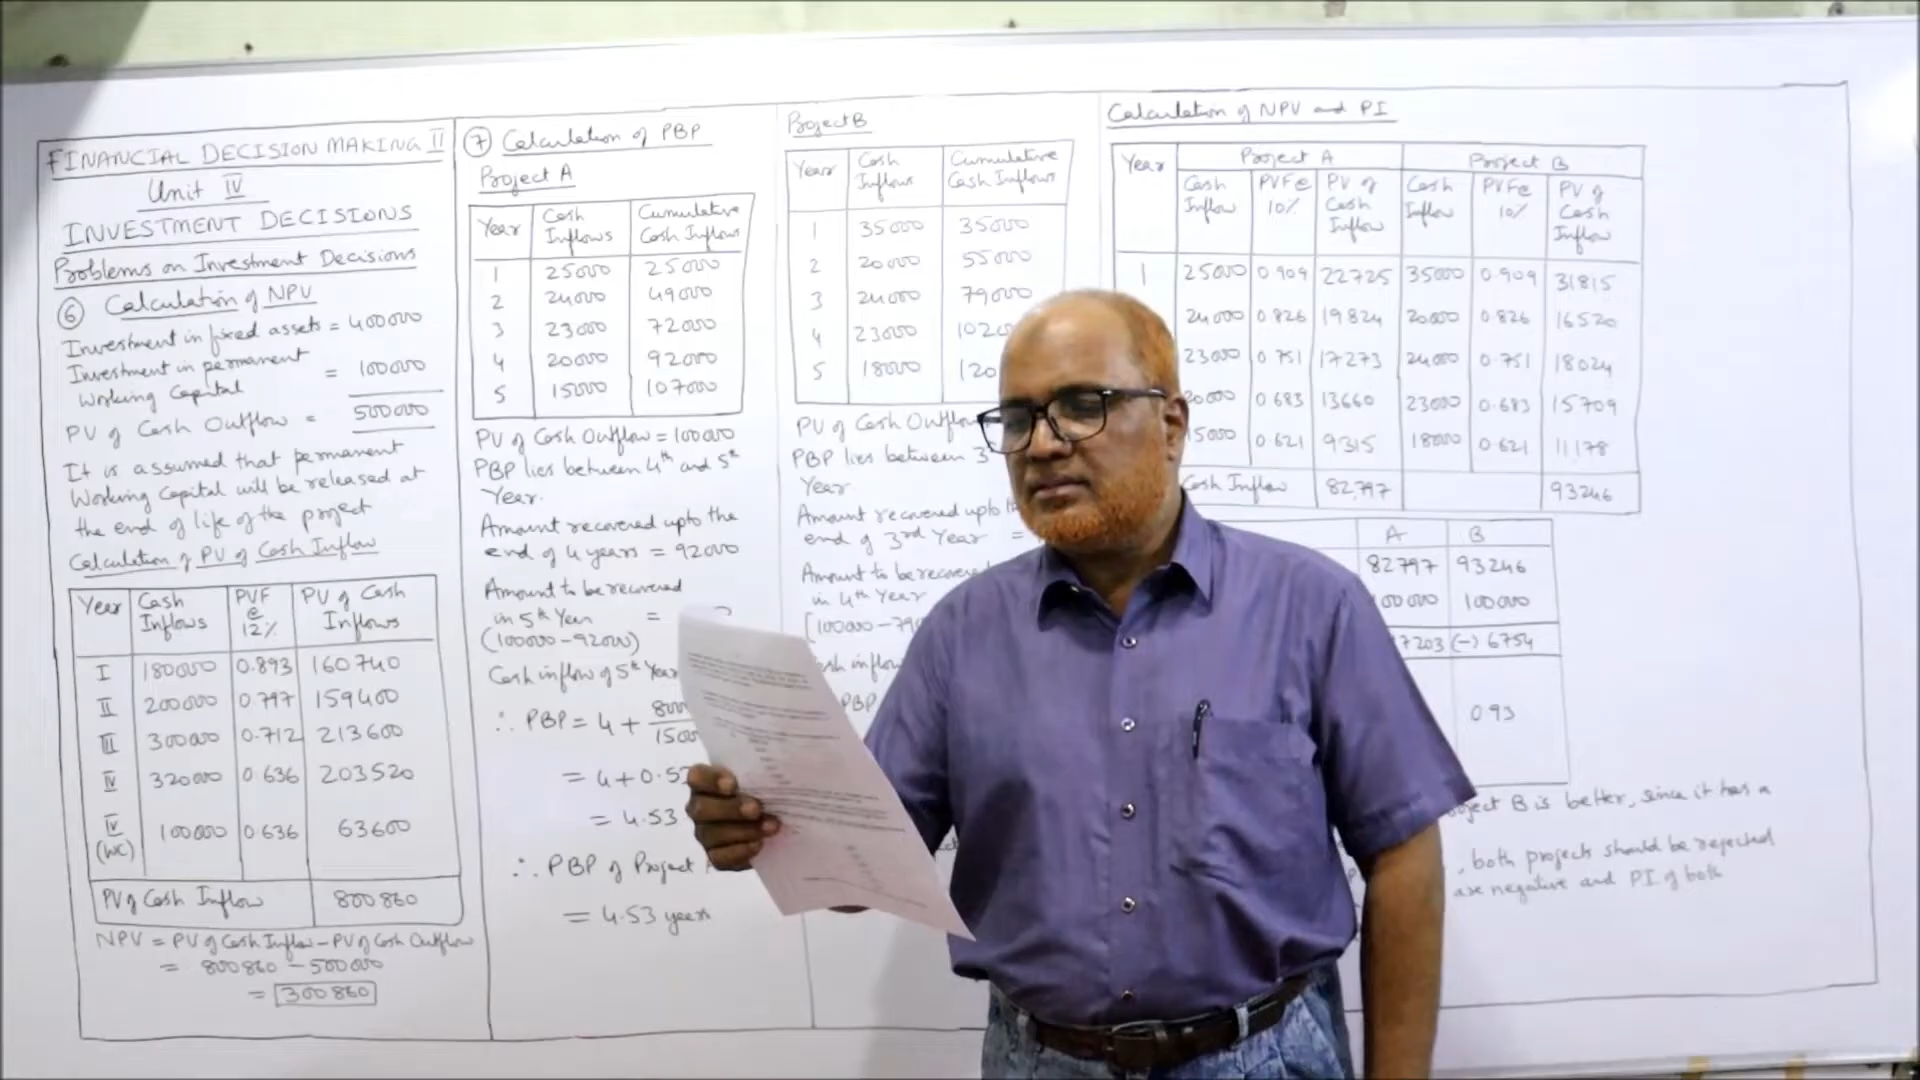 FINANCIAL DECISION MAKING II
Unit IV
INVESTMENT DECISIONS
Problems on Investment Decisions
6 Calculation of NPV
Investment in fixed assets = 400000
Investment in permanent
Working Capital = 100000
PV of Cash Outflow = 500000
It is assumed that permanent
Working Capital will be released at
the end of life of the project
Calculation of PV of Cash Inflow
Year Cash Inflows PVF @ 12% PV of Cash Inflows
I 180000 0.893 160740
II 200000 0.797 159400
III 300000 0.712 213600
IV 320000 0.636 203520
IV (WC) 100000 0.636 63600
PV of Cash Inflow 800860
NPV = PV of Cash Inflow - PV of Cash Outflow
= 800860 - 500000
= 300860
7 Calculation of PBP
Project A
Year Cash Inflows Cumulative Cash Inflows
1 25000 25000
2 24000 49000
3 23000 72000
4 20000 92000
5 15000 107000
PV of Cash Outflow = 100000
PBP lies between 4th and 5th
Year.
Amount recovered upto the
end of 4 years = 92000
Amount to be recovered
in 5th Year =
(100000-92000)
Cash inflow of 5th Year
∴ PBP = 4 +
= 4 +
= 4.53
∴ PBP of Project
= 4.53 years
Project B
Year Cash Inflows Cumulative Cash Inflows
1 35000 35000
2 20000 55000
3 24000 79000
4 23000
5 18000
PV of Cash Outflow
PBP lies between
Year
Amount recovered upto
end of 3rd Year =
Amount to be recovered
in 4th Year
PBP
Calculation of NPV and PI
Year Project A Project B
Cash Inflow PVF@ 10% PV of Cash Inflow Cash Inflow PVF@ 10% PV of Cash Inflow
1 25000 0.909 22725 35000 0.909 31815
24000 0.826 19824 20000 0.826 16520
23000 0.751 17273 24000 0.751 18024
20000 0.683 13660 23000 0.683 15709
15000 0.621 9315 18000 0.621 11178
Cash Inflow 82797 93246
A B
82797 93246
100000 100000
(-) 6754
0.93
Project B is better, since it has a
, both projects should be rejected
are negative and PI of both